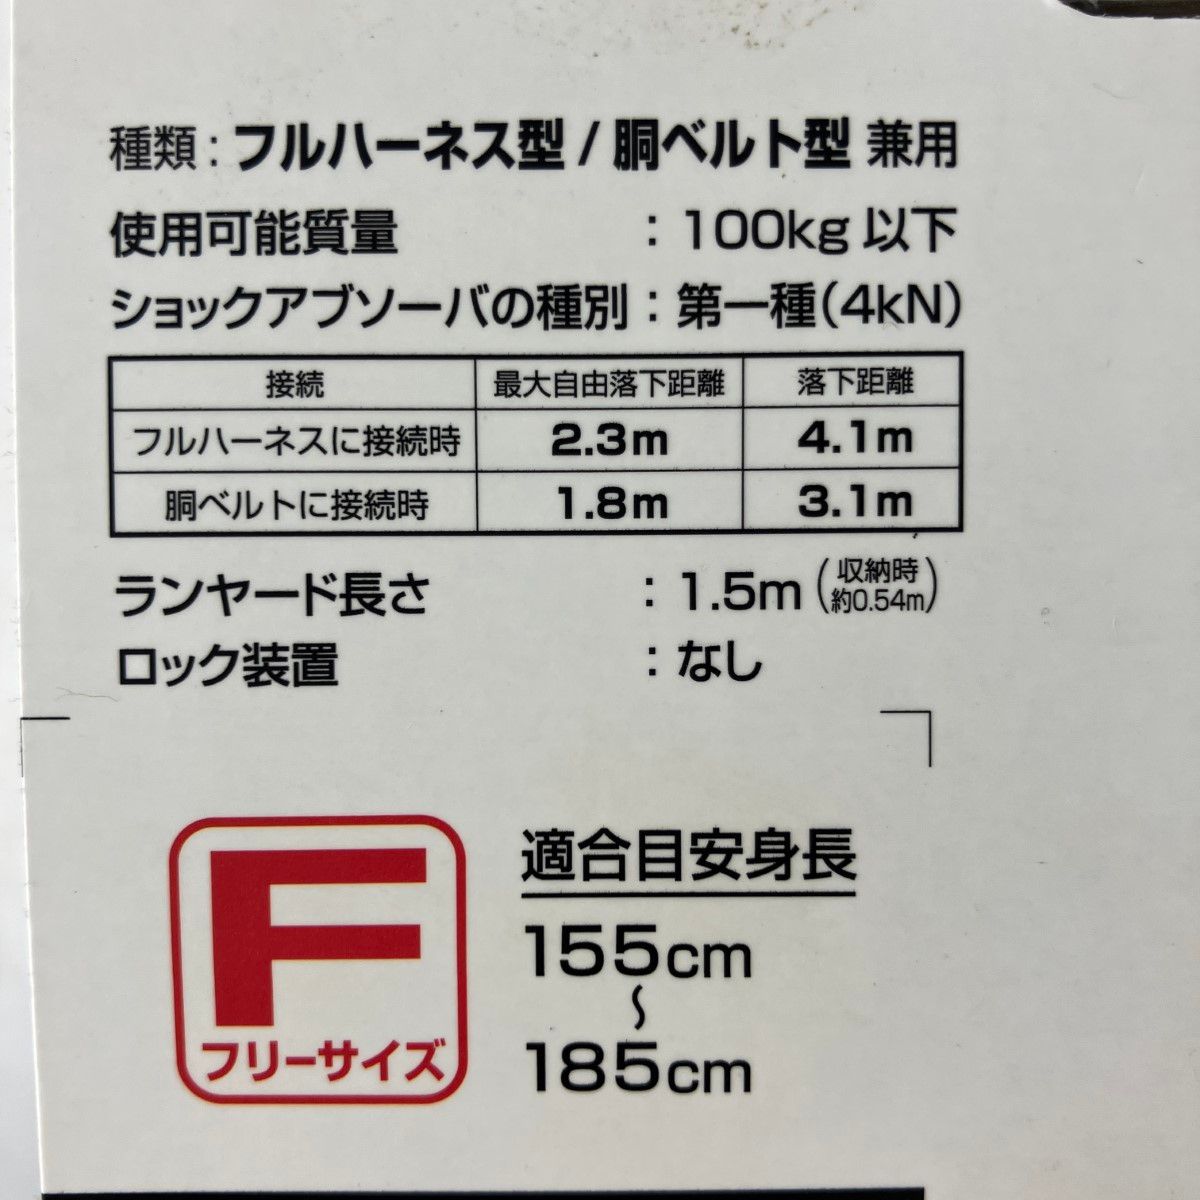 種類：フルハーネス型 / 胴ベルト型 兼用
使用可能質量 ：100kg 以下
ショックアブソーバの種別：第一種(4kN)
接続 最大自由落下距離 落下距離
フルハーネスに接続時 2.3m 4.1m
胴ベルトに接続時 1.8m 3.1m
ランヤード長さ ：1.5m (収納時 約0.54m)
ロック装置 ：なし
F
フリーサイズ
適合目安身長
155cm
〜
185cm